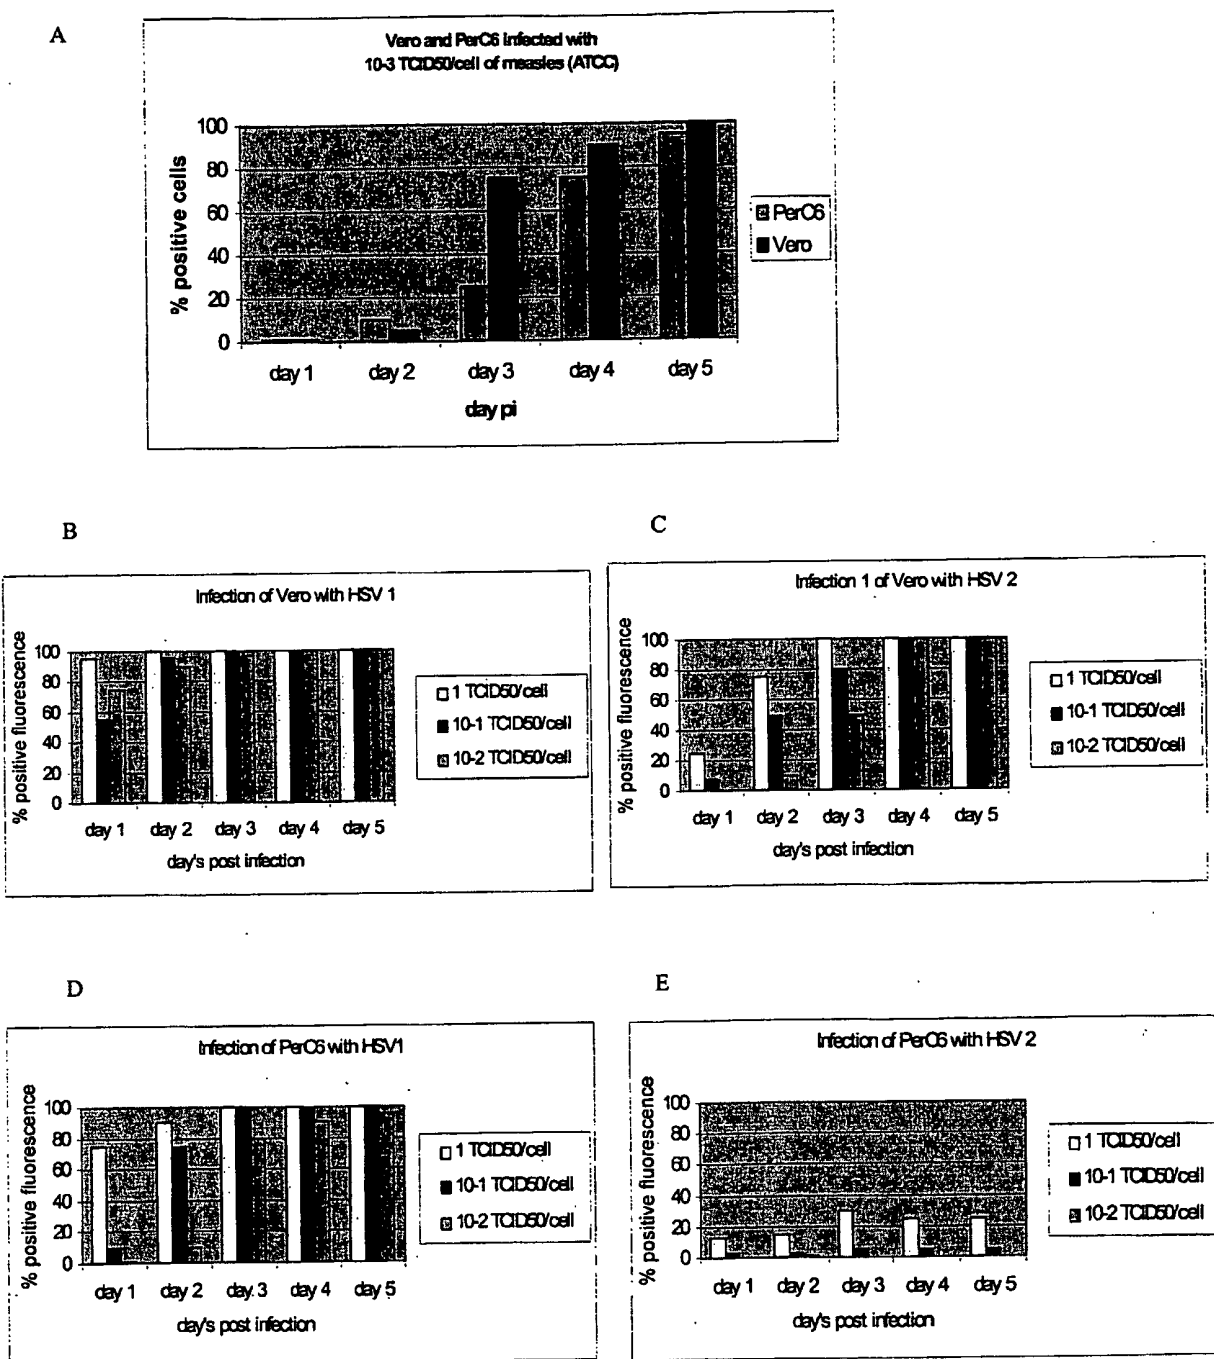 A
Vero and PerC6 infected with
10-3 TCID50/cell of measles (ATCC)
% positive cells
100
80
60
40
20
0
day 1 day 2 day 3 day 4 day 5
day pi
PerC6
Vero
B
Infection of Vero with HSV 1
% positive fluorescence
100
80
60
40
20
0
day 1 day 2 day 3 day 4 day 5
day's post infection
1 TCID50/cell
10-1 TCID50/cell
10-2 TCID50/cell
C
Infection 1 of Vero with HSV 2
% positive fluorescence
100
80
60
40
20
0
day 1 day 2 day 3 day 4 day 5
day's post infection
1 TCID50/cell
10-1 TCID50/cell
10-2 TCID50/cell
D
Infection of PerC6 with HSV1
% positive fluorescence
100
80
60
40
20
0
day 1 day 2 day 3 day 4 day 5
day's post infection
1 TCID50/cell
10-1 TCID50/cell
10-2 TCID50/cell
E
Infection of PerC6 with HSV 2
% positive fluorescence
100
80
60
40
20
0
day 1 day 2 day 3 day 4 day 5
day's post infection
1 TCID50/cell
10-1 TCID50/cell
10-2 TCID50/cell